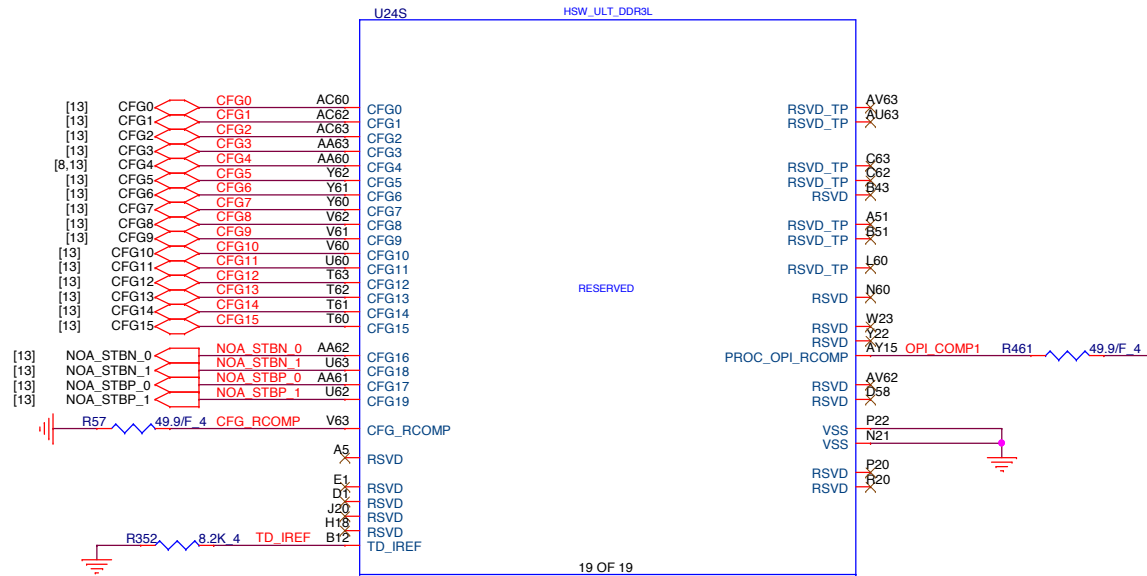 U24S HSW_ULT_DDR3L
[13] CFG0 CFG0 AC60 CFG0 RSVD_TP AV63
[13] CFG1 CFG1 AC62 CFG1 RSVD_TP AU63
[13] CFG2 CFG2 AC63 CFG2
[13] CFG3 CFG3 AA63 CFG3
[8,13] CFG4 CFG4 AA60 CFG4 RSVD_TP C63
[13] CFG5 CFG5 Y62 CFG5 RSVD_TP C62
[13] CFG6 CFG6 Y61 CFG6 RSVD B43
[13] CFG7 CFG7 Y60 CFG7
[13] CFG8 CFG8 V62 CFG8 RSVD_TP A51
[13] CFG9 CFG9 V61 CFG9 RSVD_TP B51
[13] CFG10 CFG10 V60 CFG10
[13] CFG11 CFG11 U60 CFG11 RSVD_TP L60
[13] CFG12 CFG12 T63 CFG12
RESERVED
[13] CFG13 CFG13 T62 CFG13 RSVD N60
[13] CFG14 CFG14 T61 CFG14
[13] CFG15 CFG15 T60 CFG15 RSVD W23
RSVD Y22
[13] NOA_STBN_0 NOA_STBN_0 AA62 CFG16 PROC_OPI_RCOMP AY15 OPI_COMP1 R461 49.9/F_4
[13] NOA_STBN_1 NOA_STBN_1 U63 CFG18
[13] NOA_STBP_0 NOA_STBP_0 AA61 CFG17 RSVD AV62
[13] NOA_STBP_1 NOA_STBP_1 U62 CFG19 RSVD D58
R57 49.9/F_4 CFG_RCOMP V63 CFG_RCOMP VSS P22
VSS N21
A5 RSVD
RSVD P20
E1 RSVD RSVD R20
D1 RSVD
J20 RSVD
H18 RSVD
R352 8.2K_4 TD_IREF B12 TD_IREF
19 OF 19